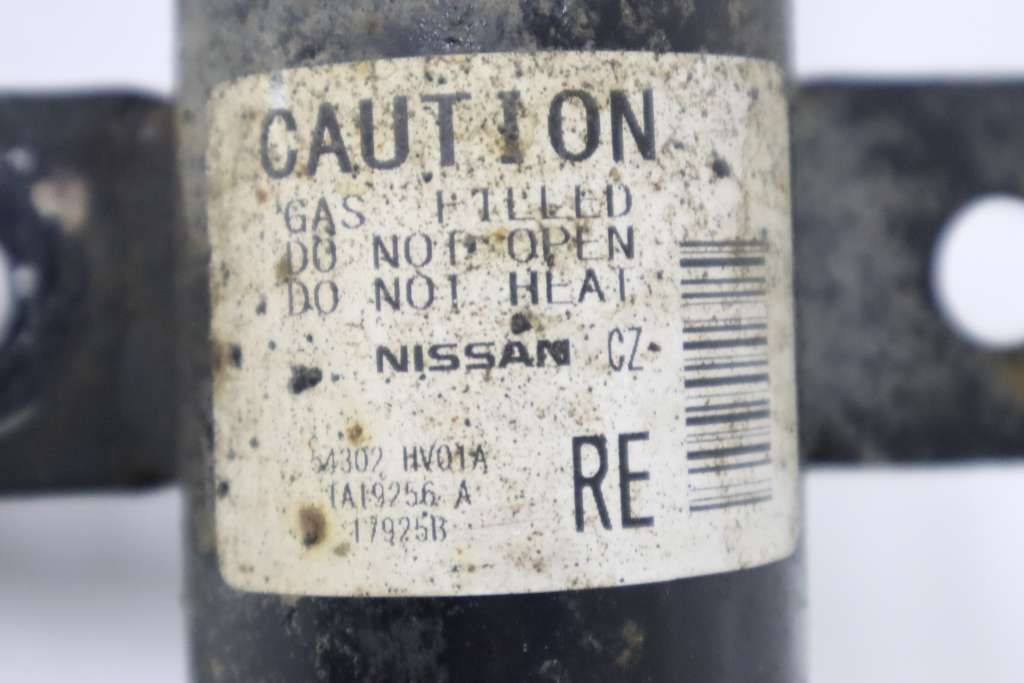 CAUTION
GAS FILLED
DO NOT OPEN
DO NOT HEAT
NISSAN CZ
54302 HV01A
1A19256 A
17925B
RE